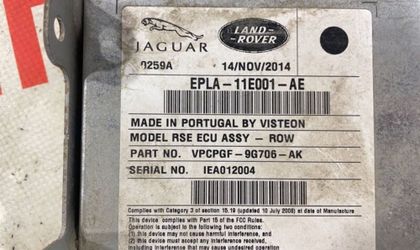 JAGUAR
LAND-
ROVER
0259A
14/NOV/2014
EPLA-11E001-AE
MADE IN PORTUGAL BY VISTEON
MODEL RSE ECU ASSY - ROW
PART NO. VPCPGF-9G706-AK
SERIAL NO. IEA012004
Complies with Category 3 of section 15.19 (updated 10 July 2008) at date of Manufacture
This device complies with Part 15 of the FCC Rules.
Operation is subject to the following two conditions:
(1) this device may not cause harmful interference, and
(2) this device must accept any interference received,
including interference that may cause undesired operation.